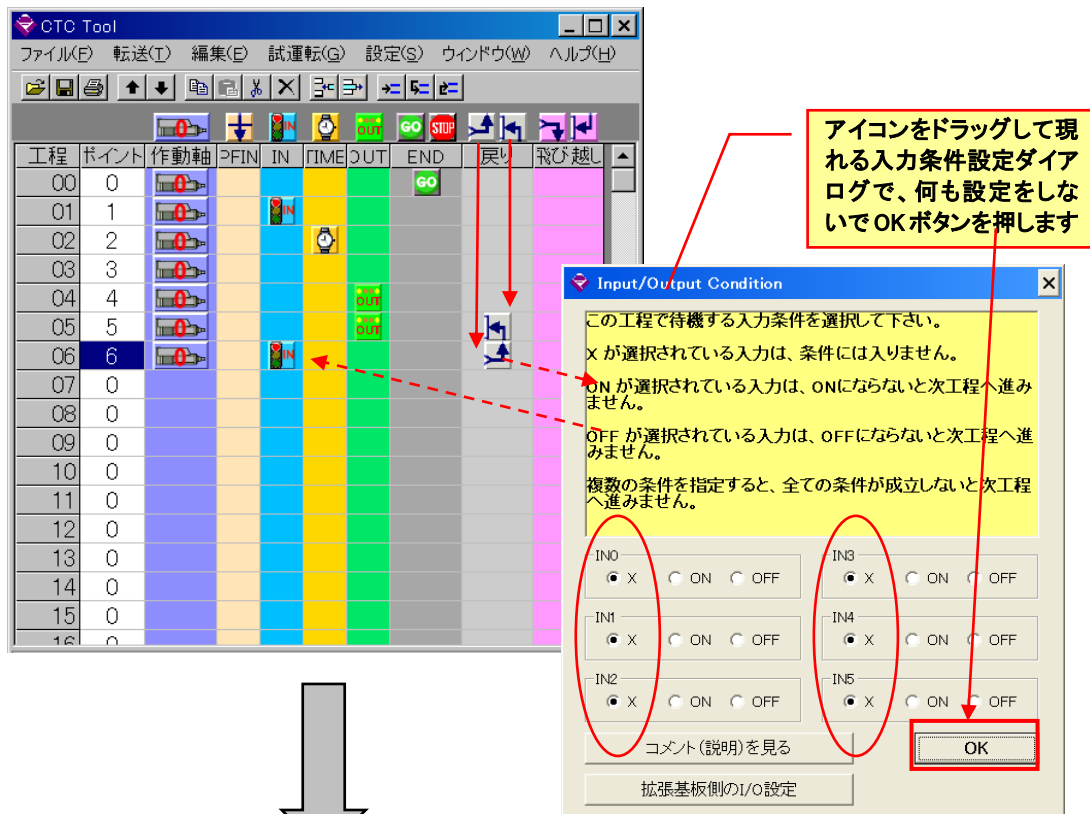 CTC Tool
ファイル(F) 転送(T) 編集(E) 試運転(G) 設定(S) ウィンドウ(W) ヘルプ(H)
0 IN OUT GO STOP
工程 ポイント 作動軸 PFIN IN TIME OUT END 戻り 飛び越し
00 0 0 GO
01 1 0 IN
02 2 0
03 3 0
04 4 0 OUT
05 5 0 OUT
06 6 0 IN
07 0
08 0
09 0
10 0
11 0
12 0
13 0
14 0
15 0
16 0
アイコンをドラッグして現
れる入力条件設定ダイア
ログで、何も設定をしな
いでOKボタンを押します
Input/Output Condition
この工程で待機する入力条件を選択して下さい。
X が選択されている入力は、条件には入りません。
ON が選択されている入力は、ONにならないと次工程へ進み
ません。
OFF が選択されている入力は、OFFにならないと次工程へ進
みません。
複数の条件を指定すると、全ての条件が成立しないと次工程
へ進みません。
IN0 IN3
X ON OFF X ON OFF
IN1 IN4
X ON OFF X ON OFF
IN2 IN5
X ON OFF X ON OFF
コメント(説明)を見る OK
拡張基板側のI/O設定